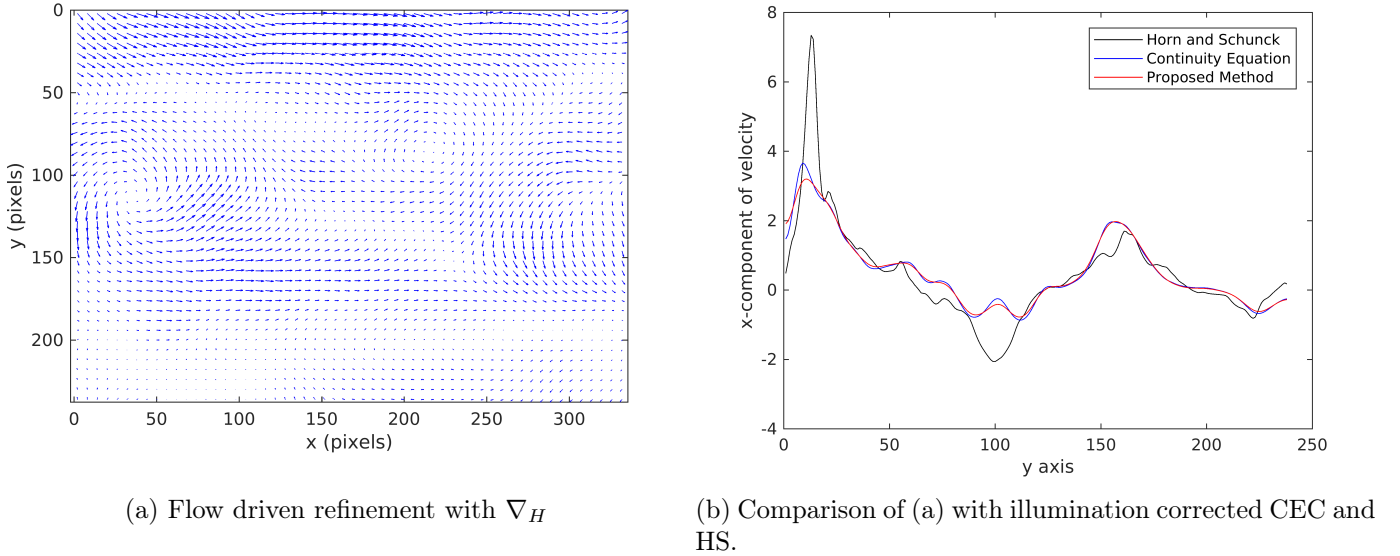 0
50
100
150
200
y (pixels)
0 50 100 150 200 250 300
x (pixels)
8
6
4
2
0
-2
-4
x-component of velocity
Horn and Schunck
Continuity Equation
Proposed Method
0 50 100 150 200 250
y axis
(a) Flow driven refinement with ∇_H
(b) Comparison of (a) with illumination corrected CEC and
HS.